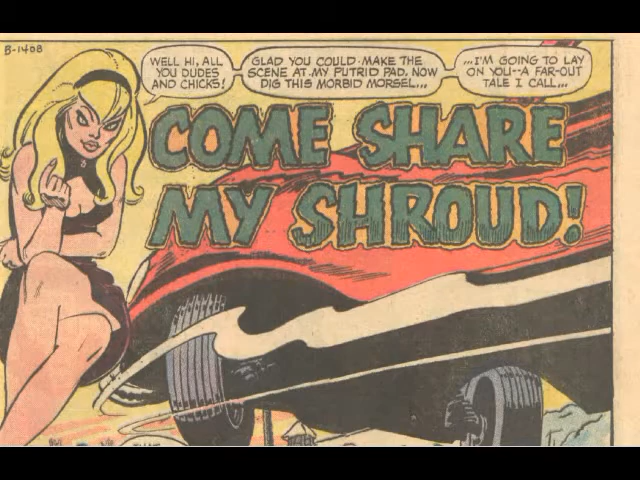 B-1408
WELL HI, ALL
YOU DUDES
AND CHICKS!
GLAD YOU COULD MAKE THE
SCENE AT MY PUTRID PAD. NOW
DIG THIS MORBID MORSEL...
...I'M GOING TO LAY
ON YOU--A FAR-OUT
TALE I CALL...
COME SHARE
MY SHROUD!